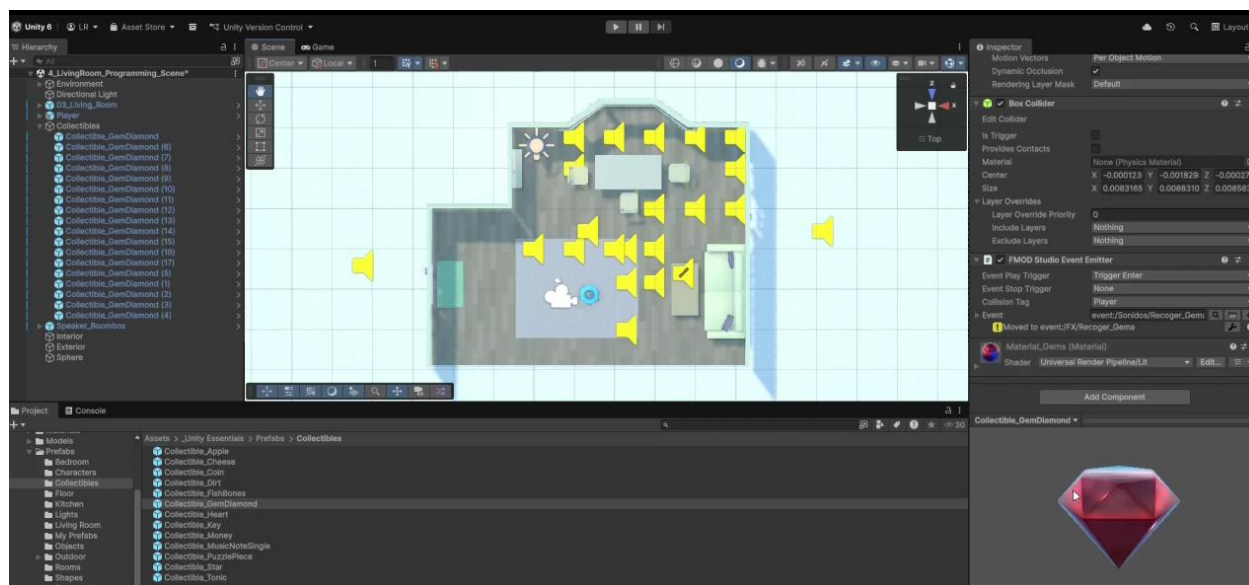 Unity 6 LR Asset Store Unity Version Control Layout
Hierarchy
All
4_LivingRoom_Programming_Scene*
Environment
Directional Light
03_Living_Room
Player
Collectibles
Collectible_GemDiamond
Collectible_GemDiamond (6)
Collectible_GemDiamond (7)
Collectible_GemDiamond (8)
Collectible_GemDiamond (9)
Collectible_GemDiamond (10)
Collectible_GemDiamond (11)
Collectible_GemDiamond (12)
Collectible_GemDiamond (13)
Collectible_GemDiamond (14)
Collectible_GemDiamond (15)
Collectible_GemDiamond (16)
Collectible_GemDiamond (17)
Collectible_GemDiamond (5)
Collectible_GemDiamond (1)
Collectible_GemDiamond (2)
Collectible_GemDiamond (3)
Collectible_GemDiamond (4)
Speaker_Boombox
Interior
Exterior
Sphere
Scene Game
Center Local 1
z
x
Top
Inspector
Motion Vectors Per Object Motion
Dynamic Occlusion
Rendering Layer Mask Default
Box Collider
Edit Collider
Is Trigger
Provides Contacts
Material None (Physics Material)
Center X -0.000123 Y -0.001829 Z -0.00027
Size X 0.0083165 Y 0.0088310 Z 0.008583
Layer Overrides
Layer Override Priority 0
Include Layers Nothing
Exclude Layers Nothing
FMOD Studio Event Emitter
Event Play Trigger Trigger Enter
Event Stop Trigger None
Collision Tag Player
Event event:/Sonidos/Recoger_Gema
Moved to event:/FX/Recoger_Gema
Material_Gems (Material)
Shader Universal Render Pipeline/Lit Edit...
Add Component
Collectible_GemDiamond
Project Console
30
Models
Prefabs
Bedroom
Characters
Collectibles
Floor
Kitchen
Lights
Living Room
My Prefabs
Objects
Outdoor
Rooms
Shapes
Assets > _Unity Essentials > Prefabs > Collectibles
Collectible_Apple
Collectible_Cheese
Collectible_Coin
Collectible_Dirt
Collectible_FishBones
Collectible_GemDiamond
Collectible_Heart
Collectible_Key
Collectible_Money
Collectible_MusicNoteSingle
Collectible_PuzzlePiece
Collectible_Star
Collectible_Tonic